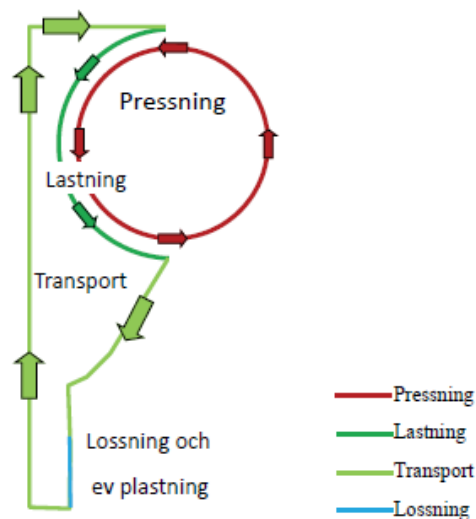 Pressning
Lastning
Transport
Lossning och
ev plastning
Pressning
Lastning
Transport
Lossning